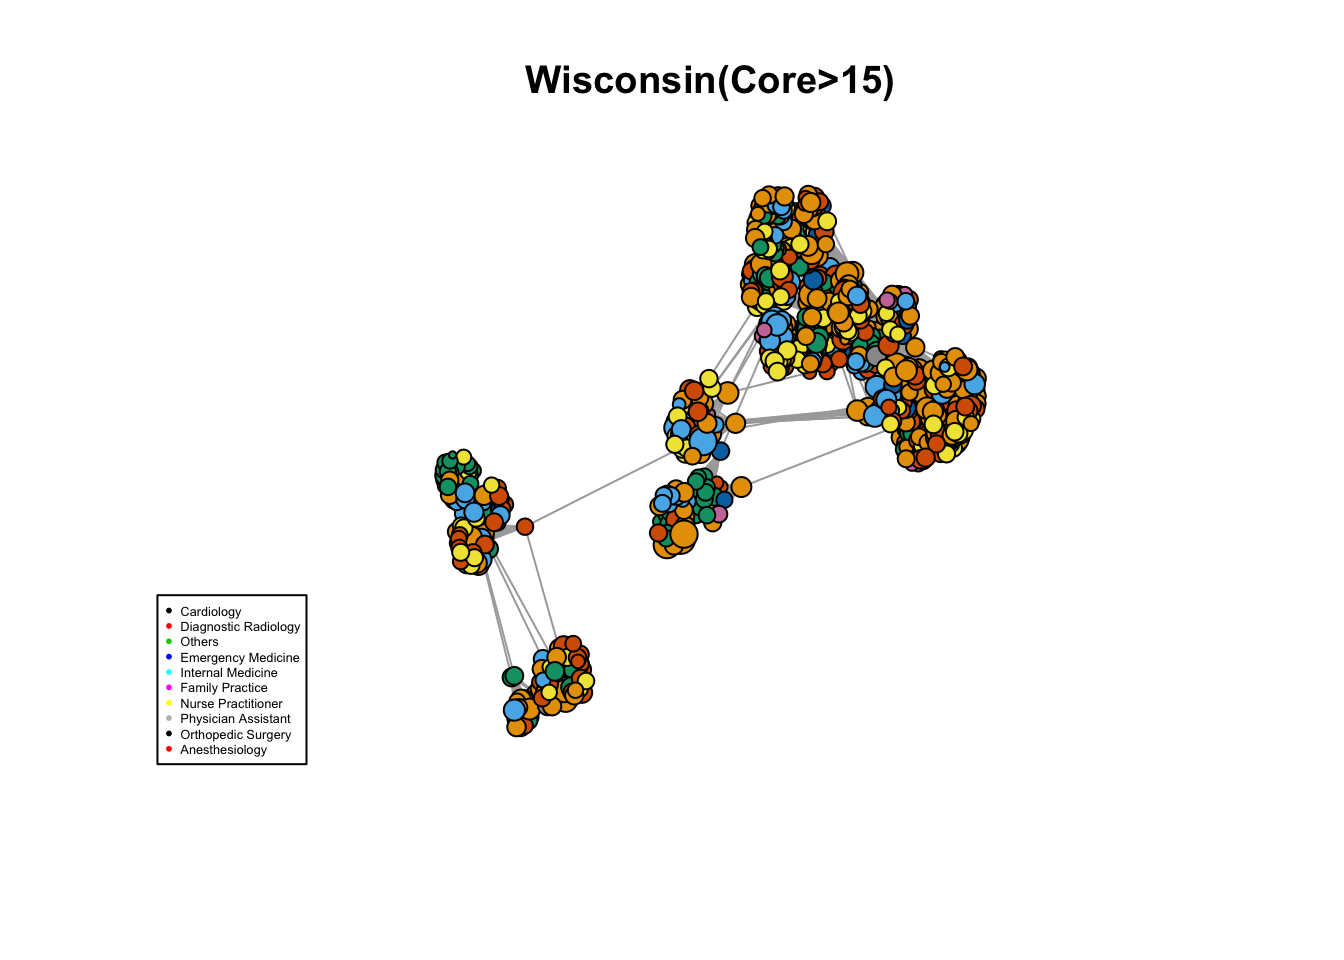 Wisconsin(Core>15)
Cardiology
Diagnostic Radiology
Others
Emergency Medicine
Internal Medicine
Family Practice
Nurse Practitioner
Physician Assistant
Orthopedic Surgery
Anesthesiology